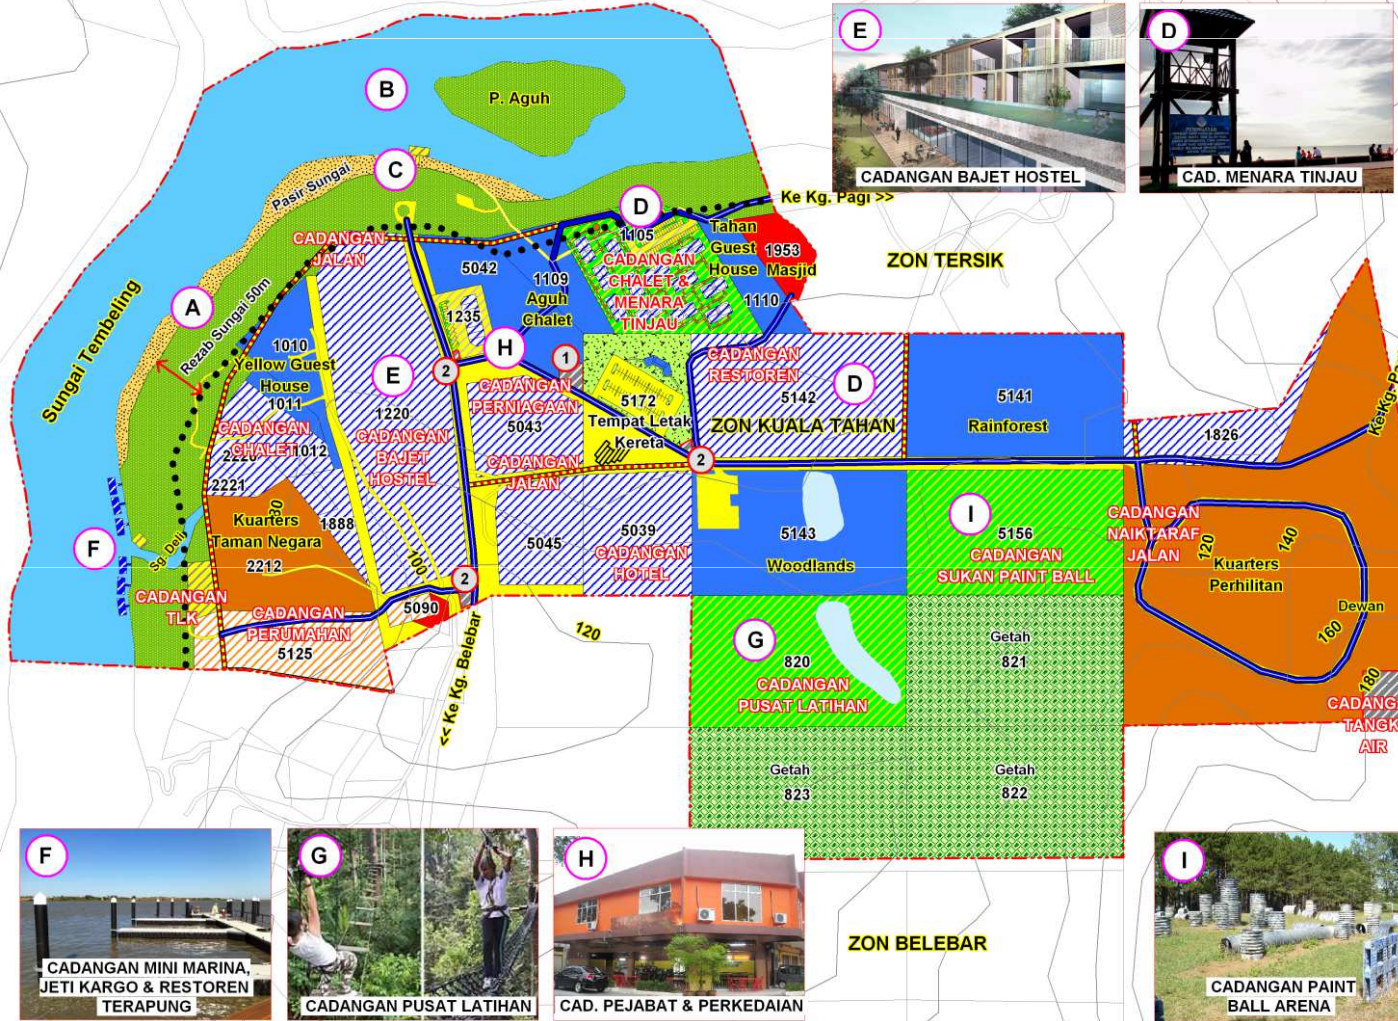 E
CADANGAN BAJET HOSTEL
D
CAD. MENARA TINJAU
B
P. Aguh
C
Pasir Sungai
D
Ke Kg. Pagi >>
1105
Tahan
Guest
House
1953
Masjid
ZON TERSIK
CADANGAN
JALAN
5042
1109
Aguh
Chalet
CADANGAN
CHALET &
MENARA
TINJAU
1110
Sungai Tembeling
A
Rezab Sungai 50m
1235
H
1
2
1010
Yellow Guest
House
1011
E
1220
CADANGAN
BAJET
HOSTEL
CADANGAN
CHALET
2220
1012
2221
CADANGAN
PERNIAGAAN
5043
5172
Tempat Letak
Kereta
CADANGAN
RESTOREN
D
5142
ZON KUALA TAHAN
5141
Rainforest
1826
CADANGAN
JALAN
2
80
Kuarters
Taman Negara
2212
1888
100
F
Sg. Deli
5045
5039
CADANGAN
HOTEL
5143
Woodlands
I
5156
CADANGAN
SUKAN PAINT BALL
CADANGAN
NAIKTARAF
JALAN
120
140
Kuarters
Perhilitan
Dewan
160
180
CADANGAN
TLK
CADANGAN
PERUMAHAN
5125
5090
2
<< Ke Kg. Belebar
120
G
820
CADANGAN
PUSAT LATIHAN
Getah
821
TANGK
AIR
Getah
823
Getah
822
ZON BELEBAR
F
CADANGAN MINI MARINA,
JETI KARGO & RESTOREN
TERAPUNG
G
CADANGAN PUSAT LATIHAN
H
CAD. PEJABAT & PERKEDAIAN
I
CADANGAN PAINT
BALL ARENA